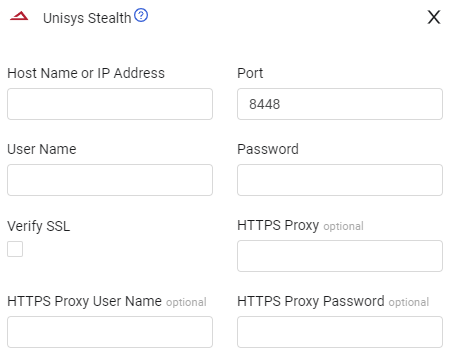 Unisys Stealth ?
X
Host Name or IP Address
Port
8448
User Name
Password
Verify SSL
HTTPS Proxy optional
HTTPS Proxy User Name optional
HTTPS Proxy Password optional